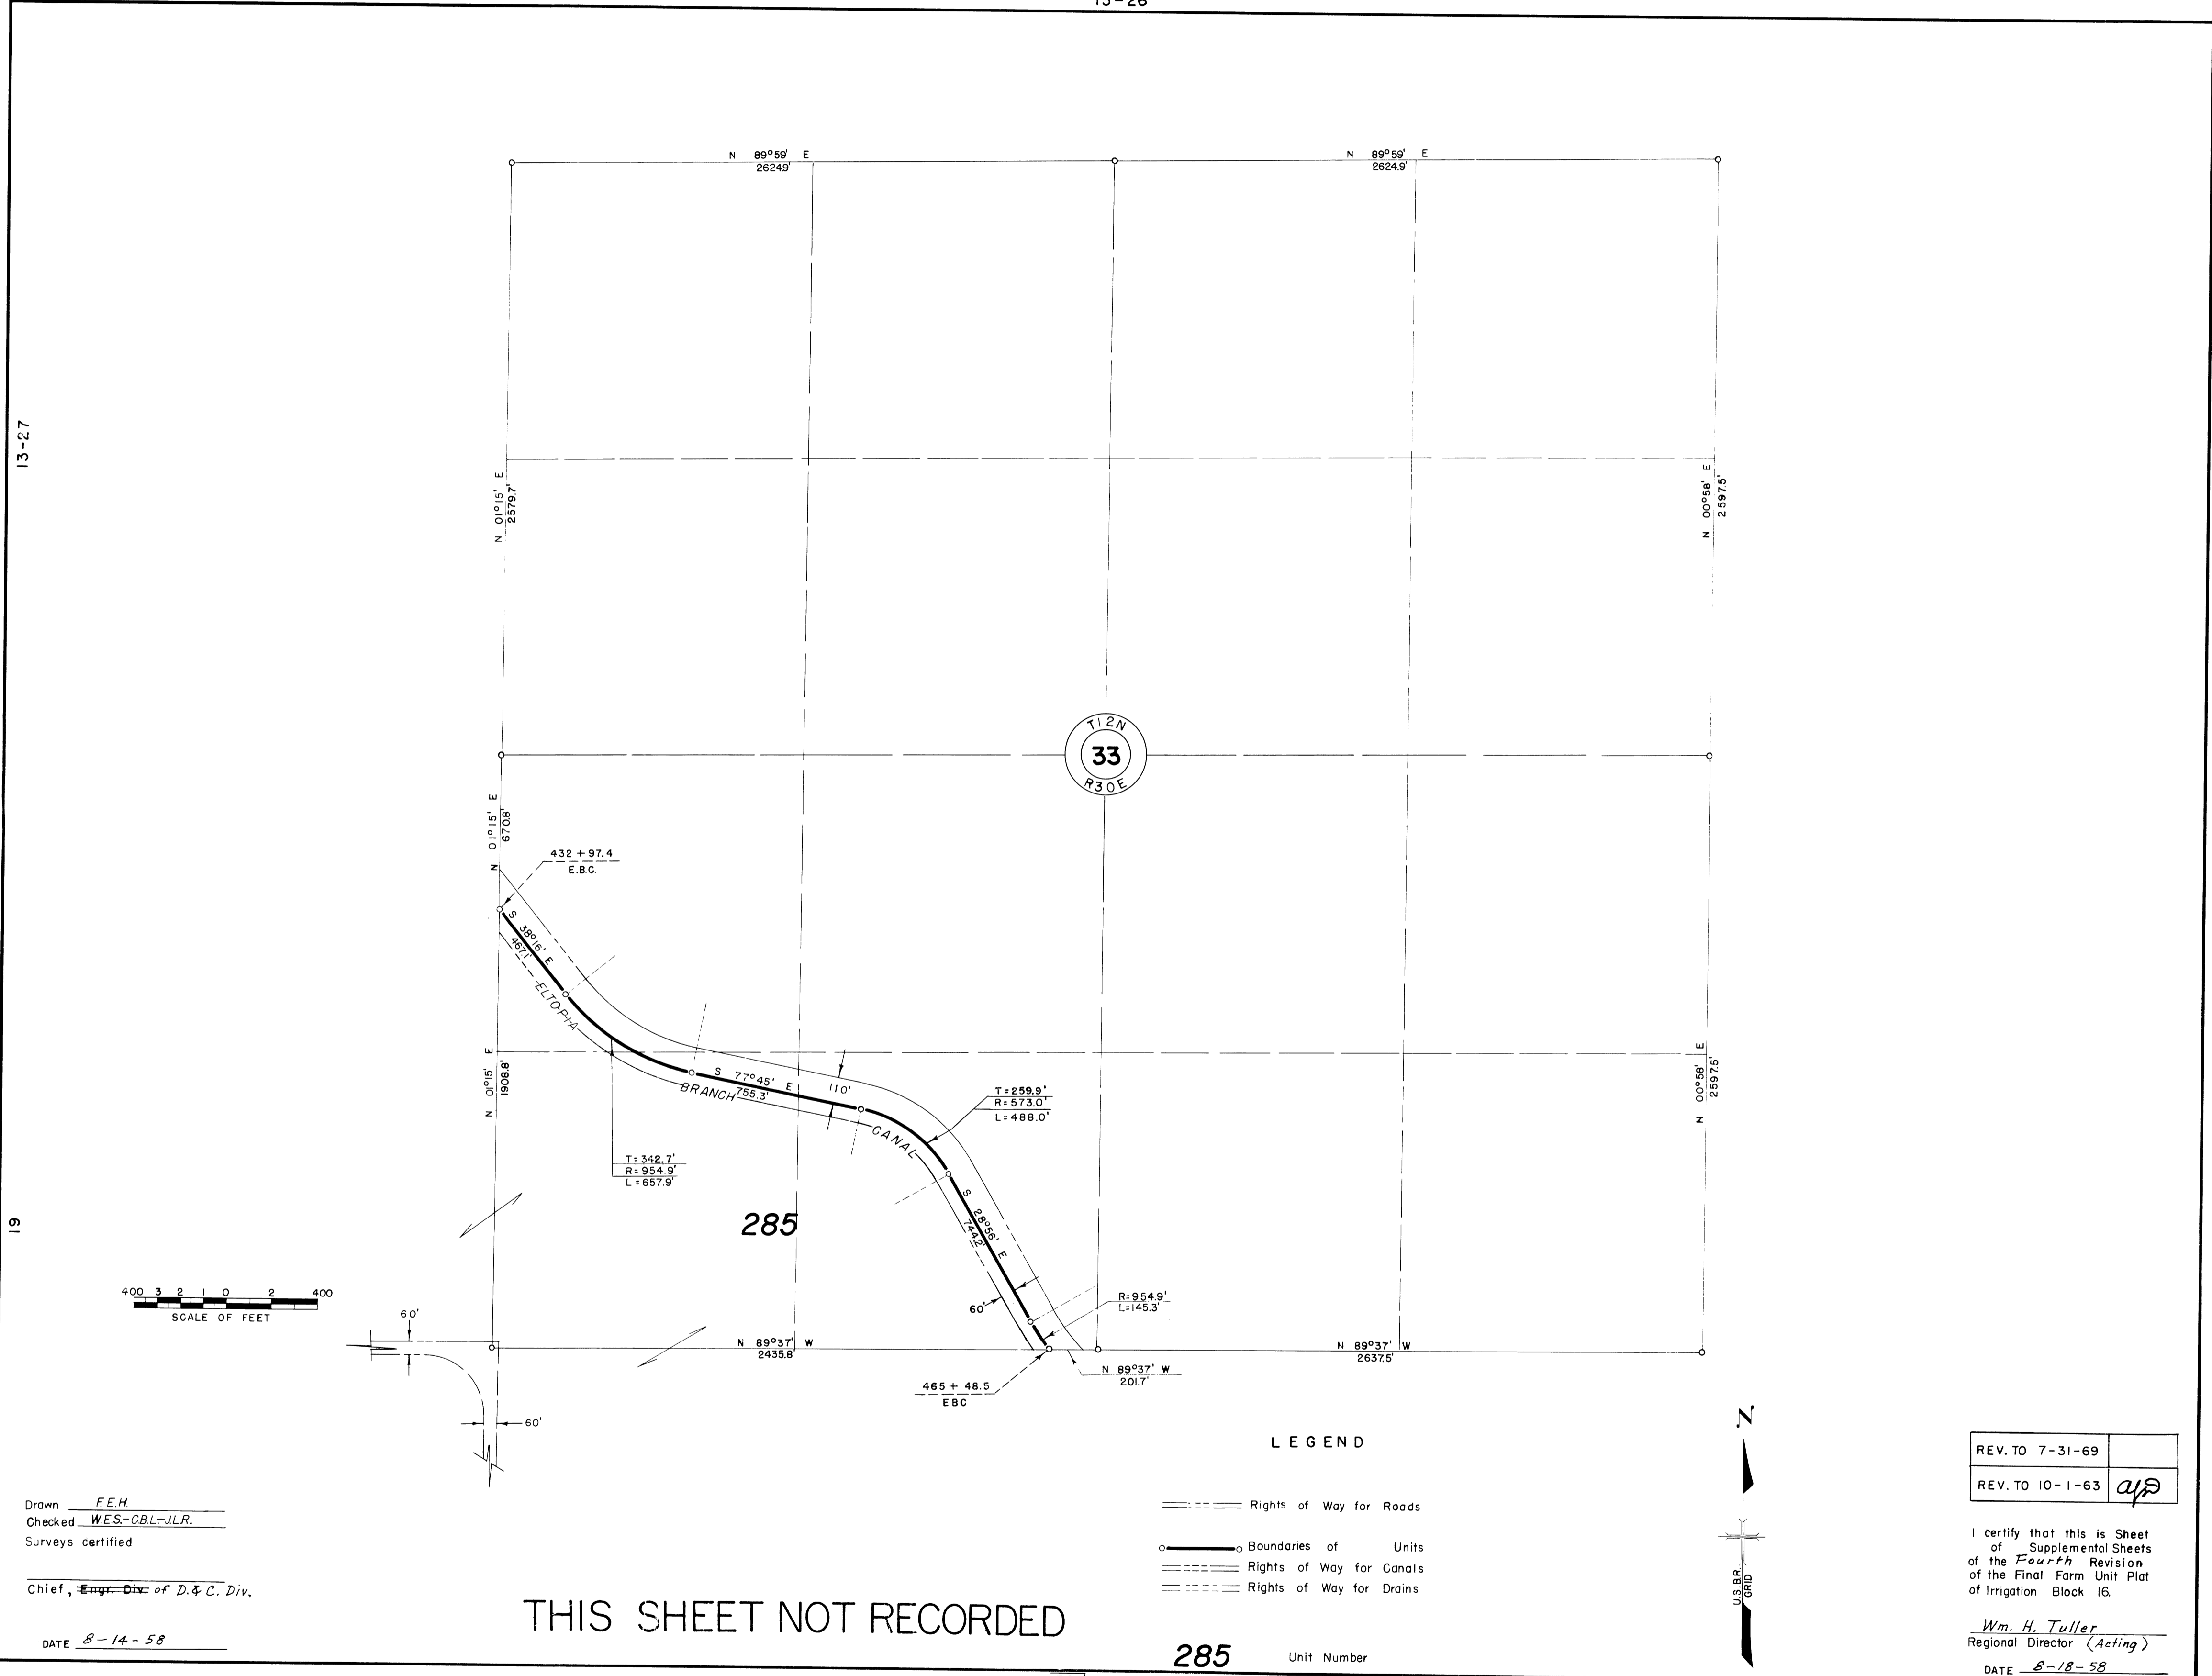 13-26
N 89°59' E
2624.9'
N 89°59' E
2624.9'
13-27
N 01°15' E
2579.7'
N 00°58' E
2597.5'
T12N
33
R30E
N 01°15' E
670.8'
432 + 97.4
E.B.C.
S 38°16' E
467.1'
ELTOPIA
BRANCH
CANAL
S 77°45' E
755.3'
110'
T=259.9'
R=573.0'
L=488.0'
N 01°15' E
1908.8'
N 00°58' E
2597.5'
T=342.7'
R=954.9'
L=657.9'
S 28°56' E
744.2'
285
19
400 3 2 1 0 2 400
SCALE OF FEET
60'
60'
60'
R=954.9'
L=145.3'
N 89°37' W
2435.8'
N 89°37' W
2637.5'
N 89°37' W
201.7'
465 + 48.5
EBC
LEGEND
Rights of Way for Roads
Boundaries of Units
Rights of Way for Canals
Rights of Way for Drains
285 Unit Number
N
U.S.B.R.
GRID
REV. TO 7-31-69
REV. TO 10-1-63
I certify that this is Sheet
of Supplemental Sheets
of the Fourth Revision
of the Final Farm Unit Plat
of Irrigation Block 16.
Wm. H. Tuller
Regional Director (Acting)
DATE 8-18-58
Drawn F.E.H.
Checked W.E.S.-C.B.L.-J.L.R.
Surveys certified
Chief, Engr. Div. of D. & C. Div.
DATE 8-14-58
THIS SHEET NOT RECORDED